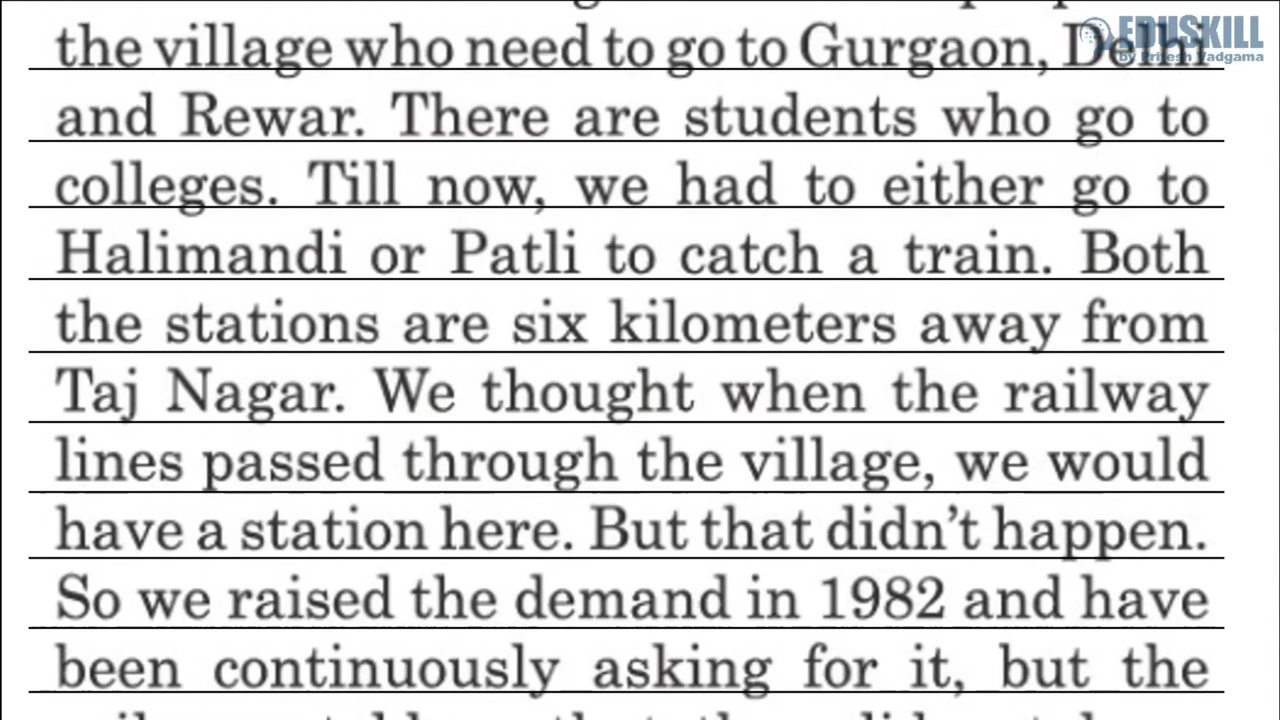 the village who need to go to Gurgaon, Delhi
and Rewar. There are students who go to
colleges. Till now, we had to either go to
Halimandi or Patli to catch a train. Both
the stations are six kilometers away from
Taj Nagar. We thought when the railway
lines passed through the village, we would
have a station here. But that didn't happen.
So we raised the demand in 1982 and have
been continuously asking for it, but the
EDUSKILL
by Pritesh Vadgama